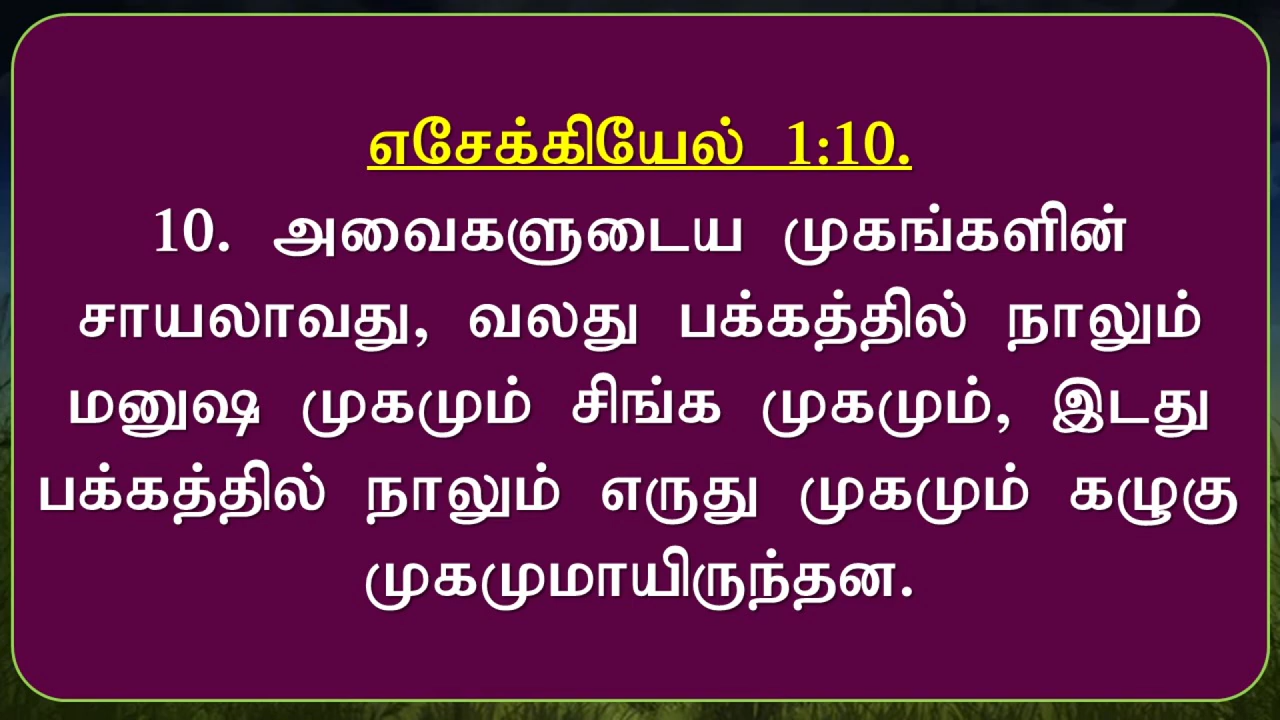 எசேக்கியேல் 1:10.
10. அவைகளுடைய முகங்களின்
சாயலாவது, வலது பக்கத்தில் நாலும்
மனுஷ முகமும் சிங்க முகமும், இடது
பக்கத்தில் நாலும் எருது முகமும் கழுகு
முகமுமாயிருந்தன.